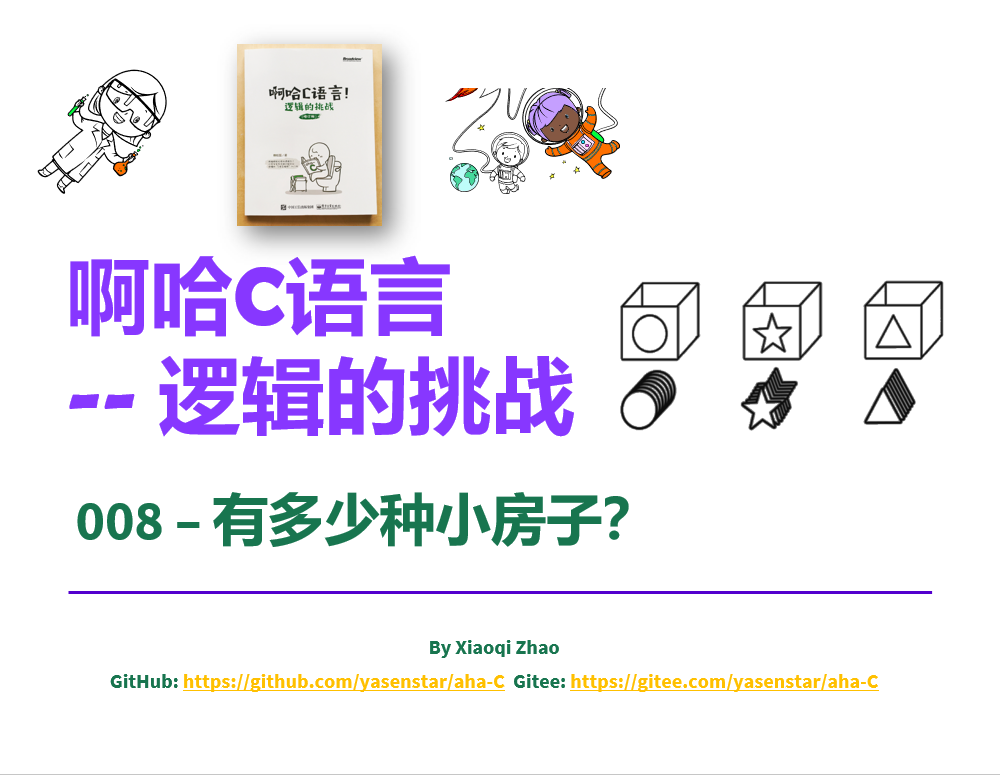 啊哈C语言!
逻辑的挑战
啊哈C语言
-- 逻辑的挑战
008 – 有多少种小房子？
By Xiaoqi Zhao
GitHub: https://github.com/yasenstar/aha-C Gitee: https://gitee.com/yasenstar/aha-C